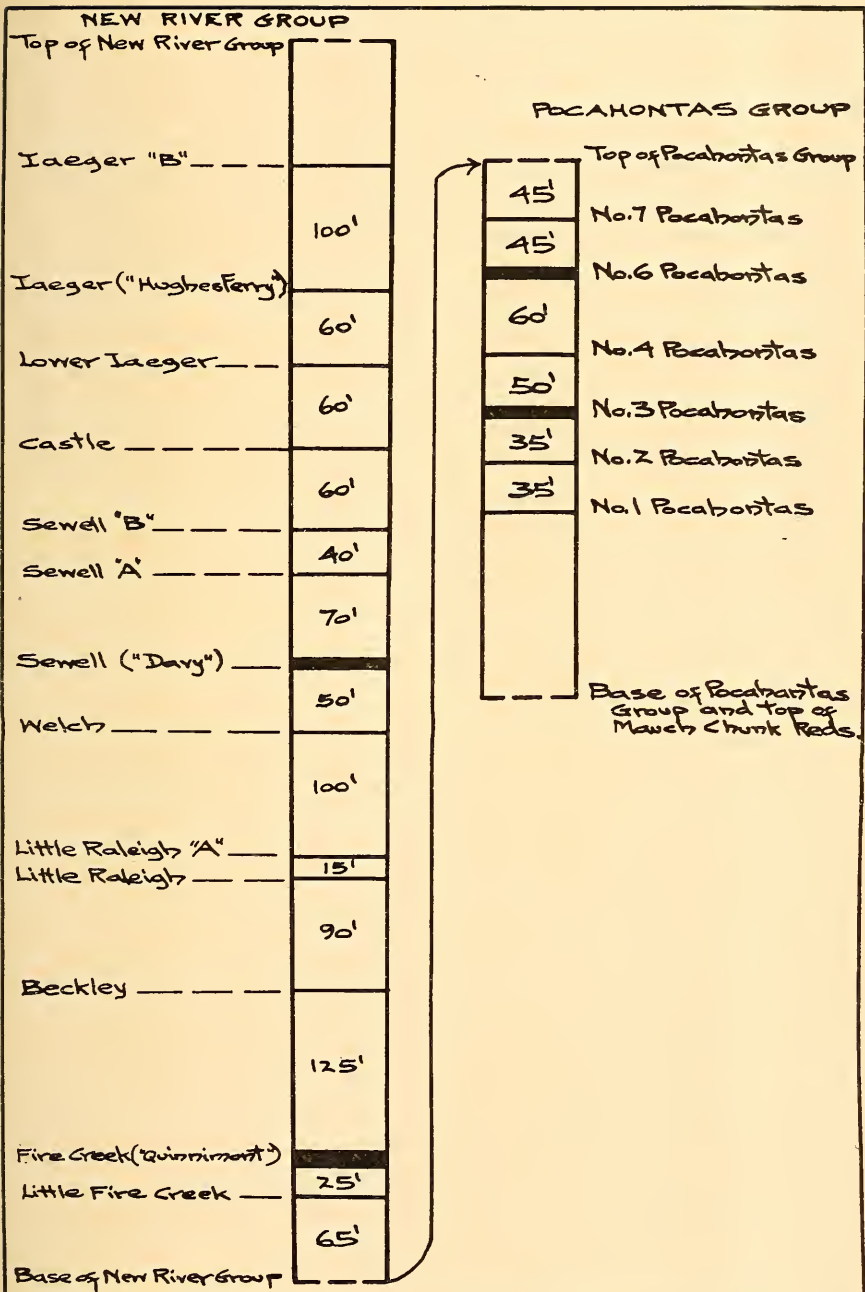 NEW RIVER GROUP
Top of New River Group
Iaeger "B"
100'
Iaeger ("Hughes Ferry")
60'
Lower Iaeger
60'
Castle
60'
Sewell "B"
40'
Sewell "A"
70'
Sewell ("Davy")
50'
Welch
100'
Little Raleigh "A"
15'
Little Raleigh
90'
Beckley
125'
Fire Creek ("Quinnimont")
25'
Little Fire Creek
65'
Base of New River Group
POCAHONTAS GROUP
Top of Pocahontas Group
45'
No.7 Pocahontas
45'
No.6 Pocahontas
60'
No.4 Pocahontas
50'
No.3 Pocahontas
35'
No.2 Pocahontas
35'
No.1 Pocahontas
Base of Pocahontas
Group and top of
Mauch Chunk Reds.